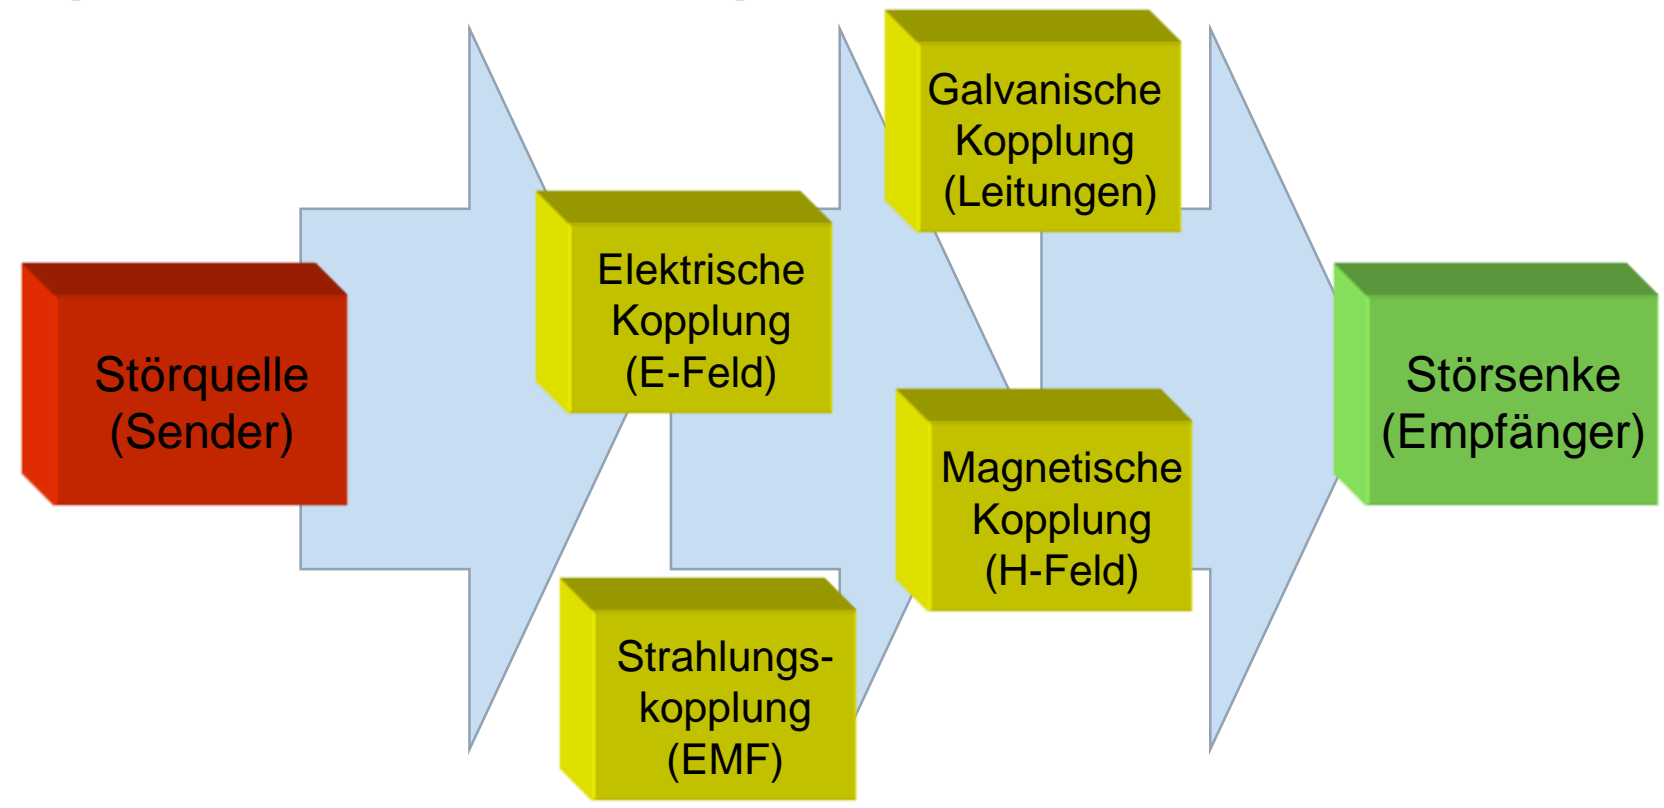 Störquelle
(Sender)
Elektrische
Kopplung
(E-Feld)
Strahlungs-
kopplung
(EMF)
Galvanische
Kopplung
(Leitungen)
Magnetische
Kopplung
(H-Feld)
Störsenke
(Empfänger)